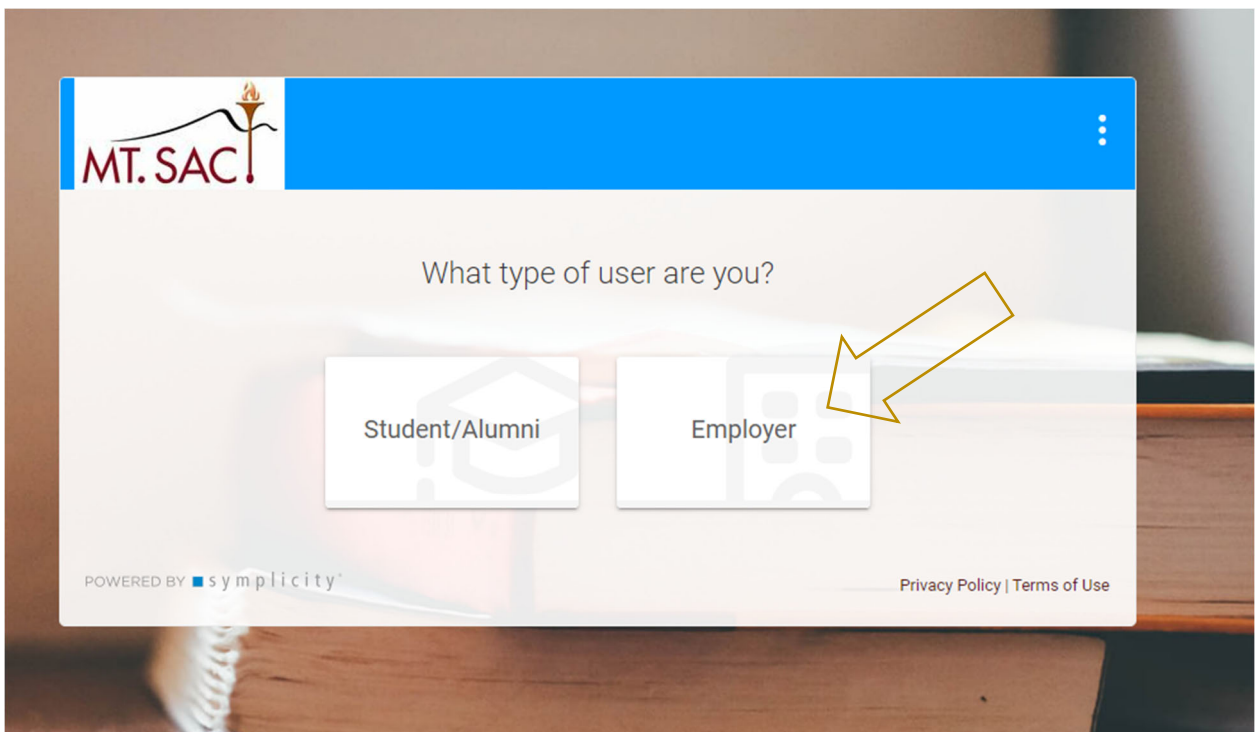 MT. SAC
What type of user are you?
Student/Alumni
Employer
POWERED BY symplicity
Privacy Policy | Terms of Use